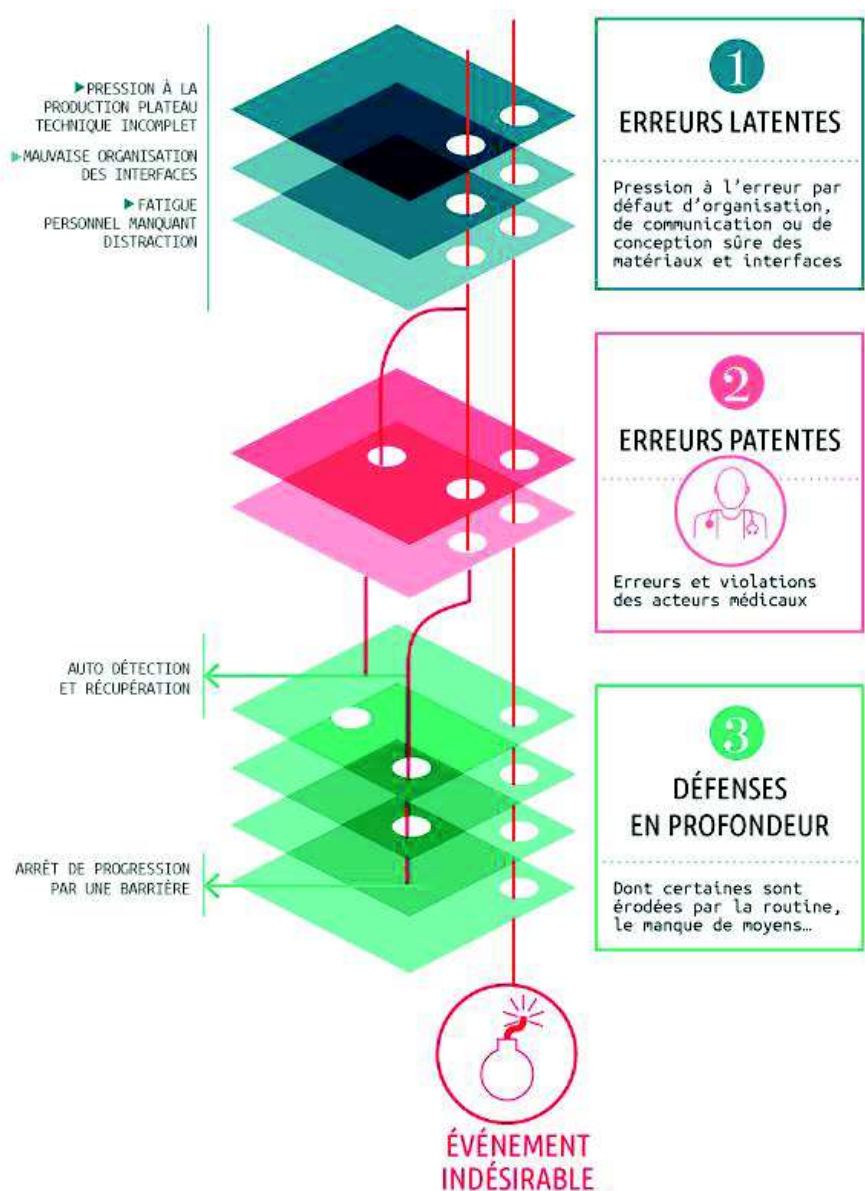 ►PRESSION À LA
PRODUCTION PLATEAU
TECHNIQUE INCOMPLET
►MAUVAISE ORGANISATION
DES INTERFACES
►FATIGUE
PERSONNEL MANQUANT
DISTRACTION
1
ERREURS LATENTES
Pression à l'erreur par
défaut d'organisation,
de communication ou de
conception sûre des
matériaux et interfaces
2
ERREURS PATENTES
Erreurs et violations
des acteurs médicaux
AUTO DÉTECTION
ET RÉCUPÉRATION
ARRÊT DE PROGRESSION
PAR UNE BARRIÈRE
3
DÉFENSES
EN PROFONDEUR
Dont certaines sont
érodées par la routine,
le manque de moyens…
ÉVÉNEMENT
INDÉSIRABLE